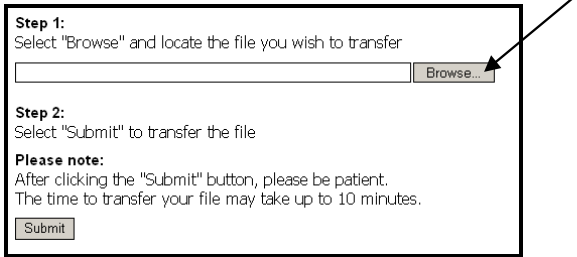 Step 1:
Select "Browse" and locate the file you wish to transfer
Browse...
Step 2:
Select "Submit" to transfer the file
Please note:
After clicking the "Submit" button, please be patient.
The time to transfer your file may take up to 10 minutes.
Submit